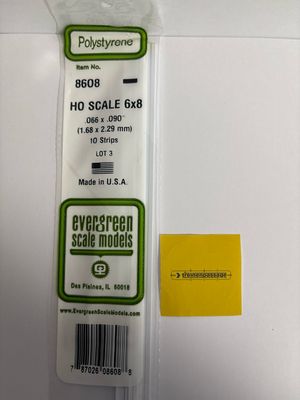 Polystyrene
Item No.
8608
HO SCALE 6x8
.066 x .090"
(1.68 x 2.29 mm)
10 Strips
LOT 3
Made in U.S.A.
evergreen
scale models
Des Plaines, IL 60018
www.EvergreenScaleModels.com
7 87026 08608 8